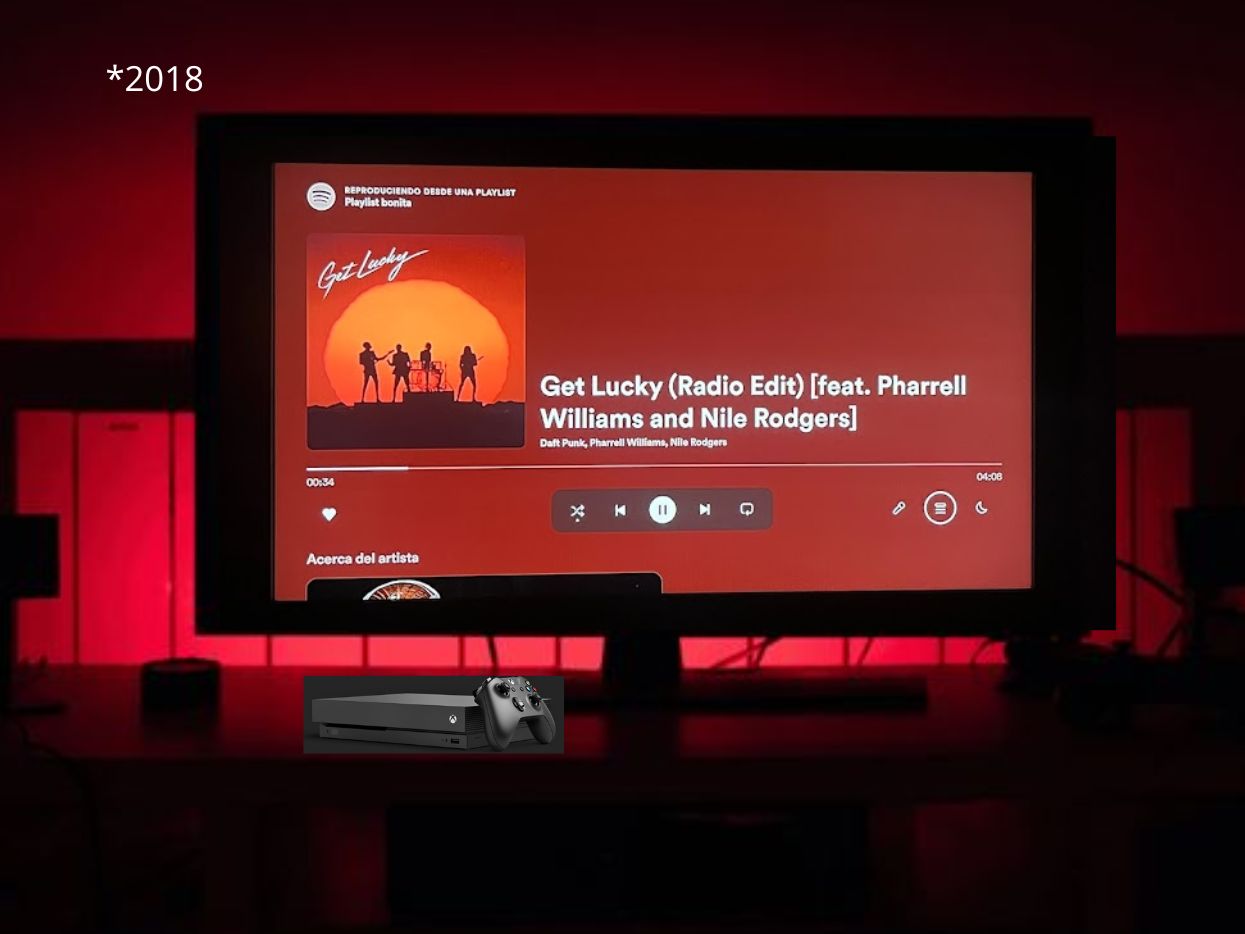 *2018
REPRODUCIENDO DESDE UNA PLAYLIST
Playlist bonita
Get Lucky
Get Lucky (Radio Edit) [feat. Pharrell
Williams and Nile Rodgers]
Daft Punk, Pharrell Williams, Nile Rodgers
00:34
04:08
Acerca del artista